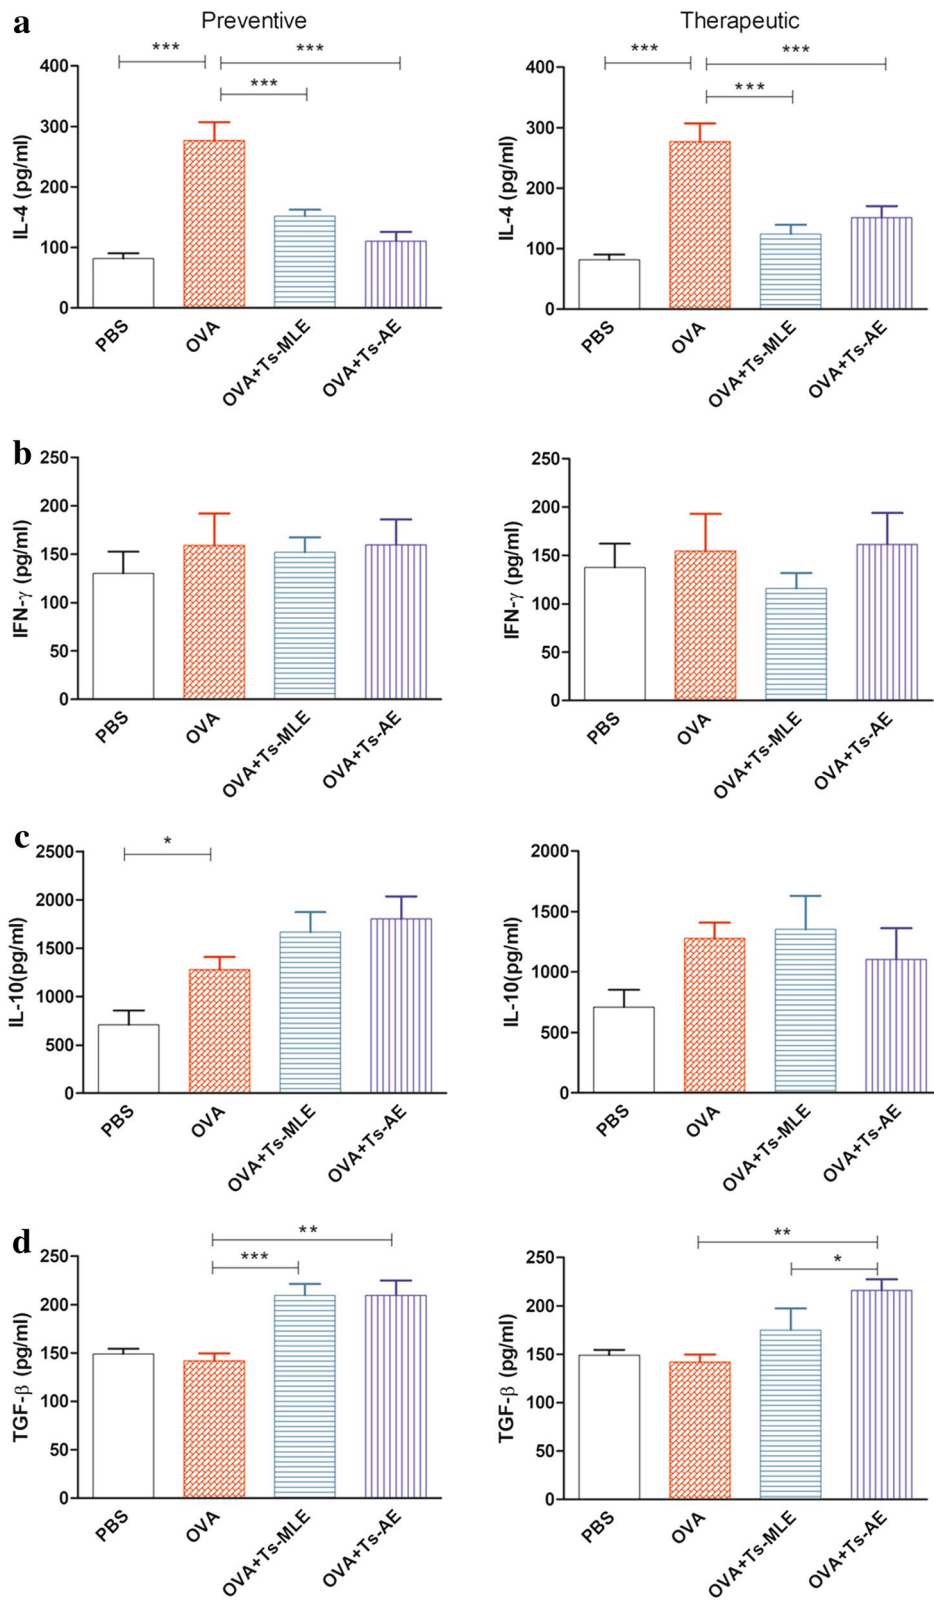 a Preventive Therapeutic
*** *** ***
IL-4 (pg/ml)
400
300
200
100
0
PBS OVA OVA+Ts-MLE OVA+Ts-AE
*** *** ***
IL-4 (pg/ml)
400
300
200
100
0
PBS OVA OVA+Ts-MLE OVA+Ts-AE
b
IFN-γ (pg/ml)
250
200
150
100
50
0
PBS OVA OVA+Ts-MLE OVA+Ts-AE
IFN-γ (pg/ml)
250
200
150
100
50
0
PBS OVA OVA+Ts-MLE OVA+Ts-AE
c
*
IL-10(pg/ml)
2500
2000
1500
1000
500
0
PBS OVA OVA+Ts-MLE OVA+Ts-AE
IL-10(pg/ml)
2000
1500
1000
500
0
PBS OVA OVA+Ts-MLE OVA+Ts-AE
d
**
***
TGF-β (pg/ml)
250
200
150
100
50
0
PBS OVA OVA+Ts-MLE OVA+Ts-AE
**
*
TGF-β (pg/ml)
250
200
150
100
50
0
PBS OVA OVA+Ts-MLE OVA+Ts-AE